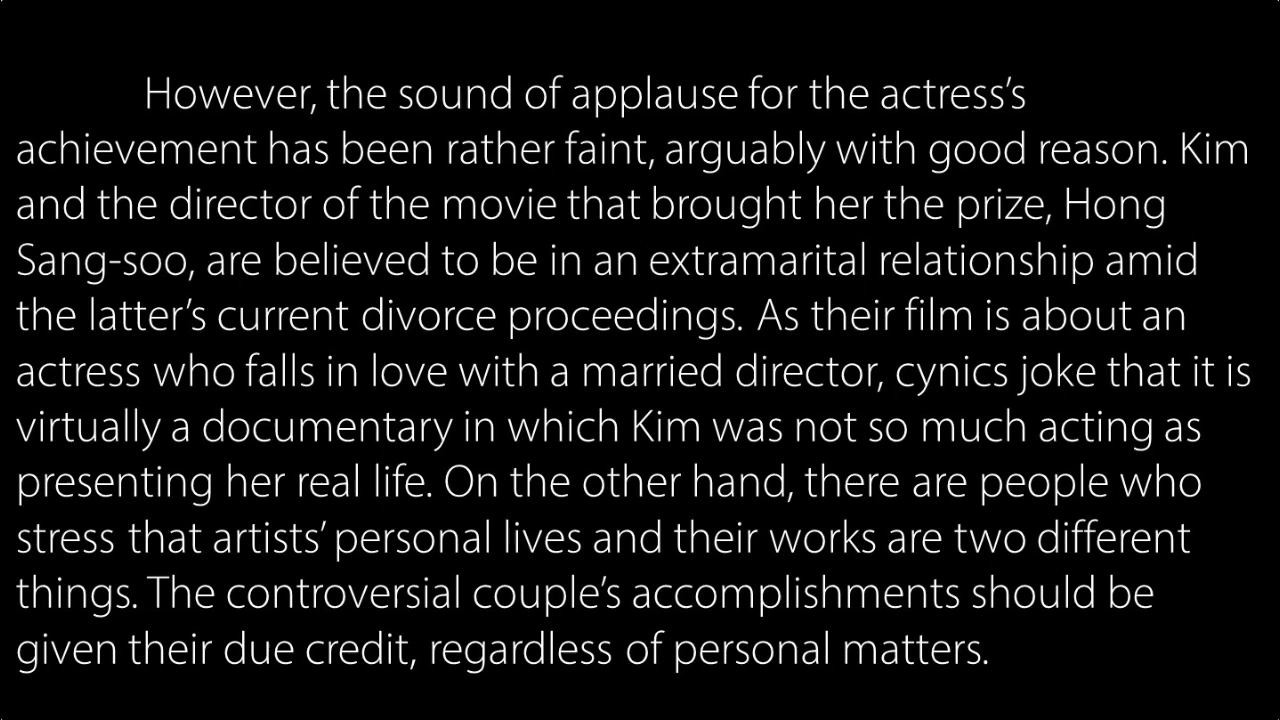 However, the sound of applause for the actress’s
achievement has been rather faint, arguably with good reason. Kim
and the director of the movie that brought her the prize, Hong
Sang-soo, are believed to be in an extramarital relationship amid
the latter’s current divorce proceedings. As their film is about an
actress who falls in love with a married director, cynics joke that it is
virtually a documentary in which Kim was not so much acting as
presenting her real life. On the other hand, there are people who
stress that artists’ personal lives and their works are two different
things. The controversial couple’s accomplishments should be
given their due credit, regardless of personal matters.